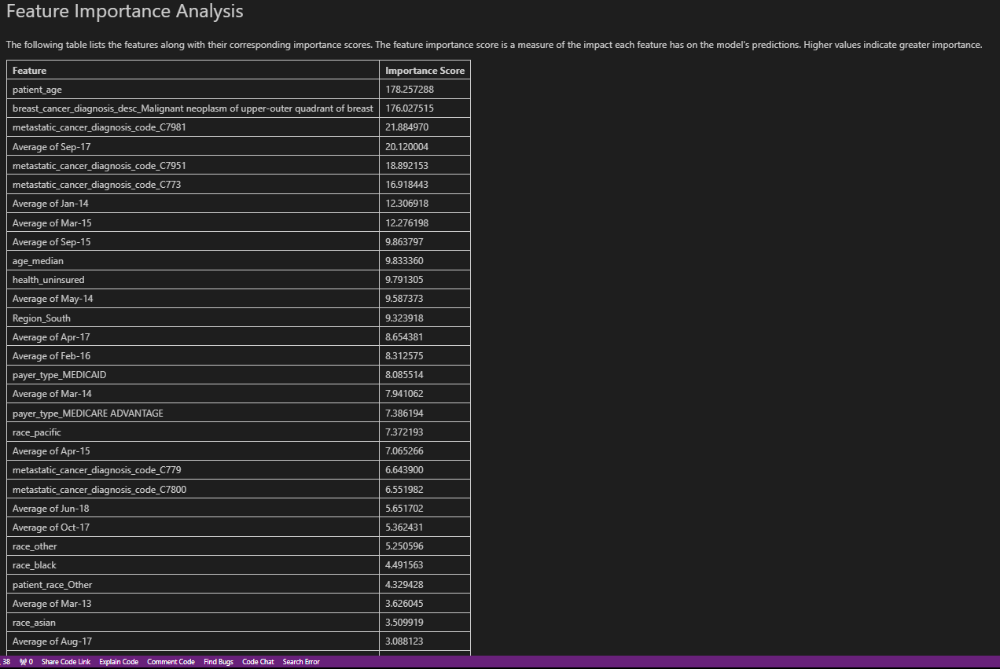 Feature Importance Analysis
The following table lists the features along with their corresponding importance scores. The feature importance score is a measure of the impact each feature has on the model's predictions. Higher values indicate greater importance.
Feature Importance Score
patient_age 178.257288
breast_cancer_diagnosis_desc_Malignant neoplasm of upper-outer quadrant of breast 176.027515
metastatic_cancer_diagnosis_code_C7981 21.884970
Average of Sep-17 20.120004
metastatic_cancer_diagnosis_code_C7951 18.892153
metastatic_cancer_diagnosis_code_C773 16.918443
Average of Jan-14 12.306918
Average of Mar-15 12.276198
Average of Sep-15 9.863797
age_median 9.833360
health_uninsured 9.791305
Average of May-14 9.587373
Region_South 9.323918
Average of Apr-17 8.654381
Average of Feb-16 8.312575
payer_type_MEDICAID 8.085514
Average of Mar-14 7.941062
payer_type_MEDICARE ADVANTAGE 7.386194
race_pacific 7.372193
Average of Apr-15 7.065266
metastatic_cancer_diagnosis_code_C779 6.643900
metastatic_cancer_diagnosis_code_C7800 6.551982
Average of Jun-18 5.651702
Average of Oct-17 5.362431
race_other 5.250596
race_black 4.491563
patient_race_Other 4.329428
Average of Mar-13 3.626045
race_asian 3.509919
Average of Aug-17 3.088123
38 0 Share Code Link Explain Code Comment Code Find Bugs Code Chat Search Error